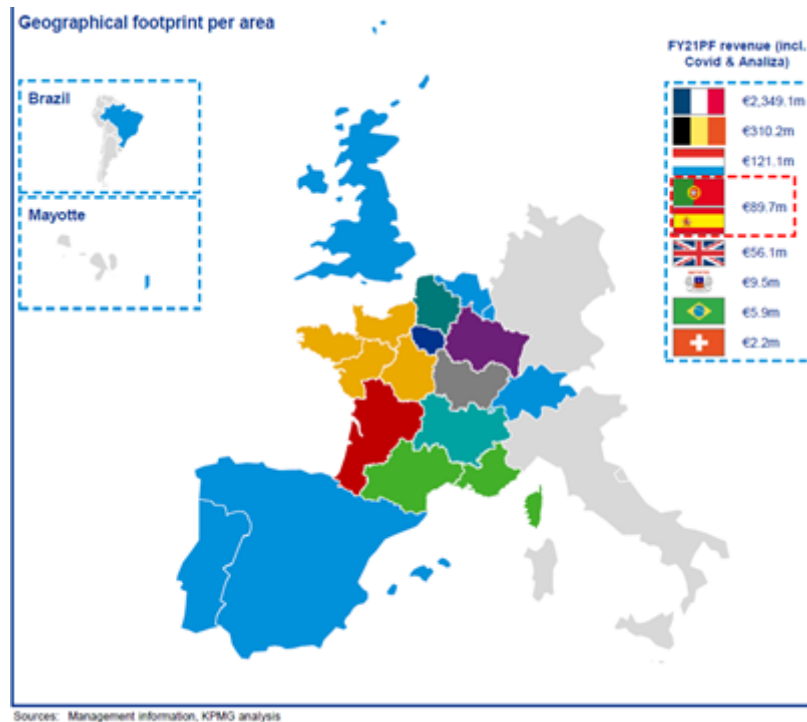 Geographical footprint per area
FY21PF revenue (incl.
Covid & Analiza)
Brazil
Mayotte
€2,349.1m
€310.2m
€121.1m
€89.7m
€56.1m
€9.5m
€5.9m
€2.2m
Sources: Management information, KPMG analysis